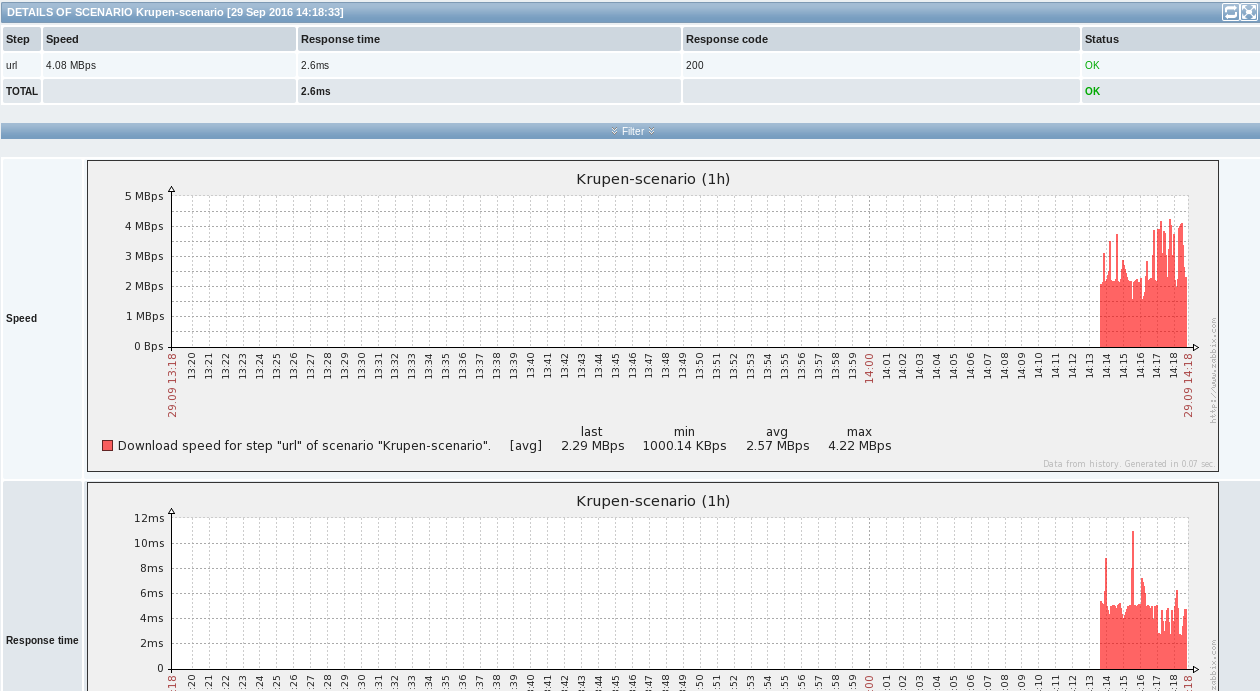 DETAILS OF SCENARIO Krupen-scenario [29 Sep 2016 14:18:33]
Step Speed Response time Response code Status
url 4.08 MBps 2.6ms 200 OK
TOTAL 2.6ms OK
Filter
Speed
Krupen-scenario (1h)
5 MBps
4 MBps
3 MBps
2 MBps
1 MBps
0 Bps
29.09 13:18 13:20 13:21 13:22 13:23 13:24 13:25 13:26 13:27 13:28 13:29 13:30 13:31 13:32 13:33 13:34 13:35 13:36 13:37 13:38 13:39 13:40 13:41 13:42 13:43 13:44 13:45 13:46 13:47 13:48 13:49 13:50 13:51 13:52 13:53 13:54 13:55 13:56 13:57 13:58 13:59 14:00 14:01 14:02 14:03 14:04 14:05 14:06 14:07 14:08 14:09 14:10 14:11 14:12 14:13 14:14 14:15 14:16 14:17 14:18 29.09 14:18
http://www.zabbix.com
last min avg max
Download speed for step "url" of scenario "Krupen-scenario". [avg] 2.29 MBps 1000.14 KBps 2.57 MBps 4.22 MBps
Data from history. Generated in 0.07 sec.
Response time
Krupen-scenario (1h)
12ms
10ms
8ms
6ms
4ms
2ms
0
:18 :20 :21 :22 :23 :24 :25 :26 :27 :28 :29 :30 :31 :32 :33 :34 :35 :36 :37 :38 :39 :40 :41 :42 :43 :44 :45 :46 :47 :48 :49 :50 :51 :52 :53 :54 :55 :56 :57 :58 :59 :00 :01 :02 :03 :04 :05 :06 :07 :08 :09 :10 :11 :12 :13 :14 :15 :16 :17 :18 :18
zabbix.com